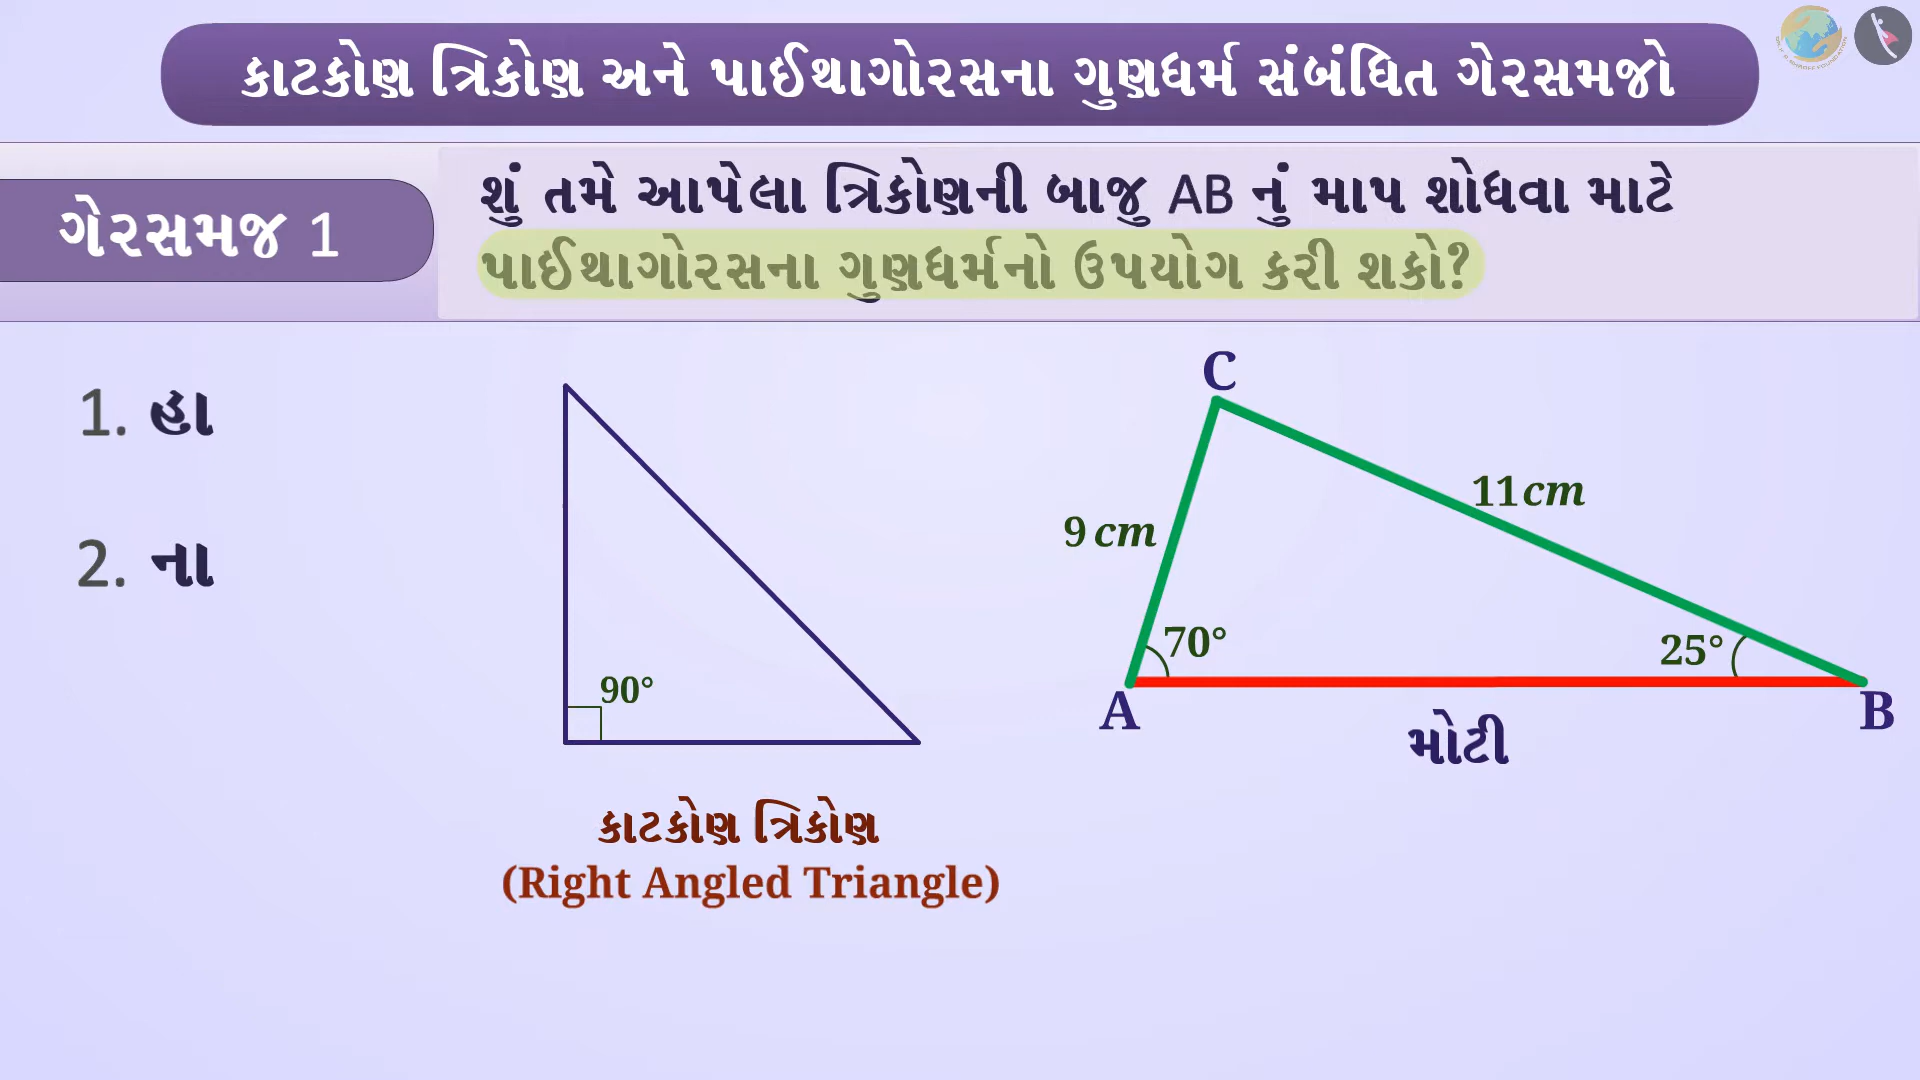 કાટકોણ ત્રિકોણ અને પાઈથાગોરસના ગુણધર્મ સંબંધિત ગેરસમજો
ગેરસમજ 1
શું તમે આપેલા ત્રિકોણની બાજુ AB નું માપ શોધવા માટે
પાઈથાગોરસના ગુણધર્મનો ઉપયોગ કરી શકો?
1. હા
2. ના
90°
કાટકોણ ત્રિકોણ
(Right Angled Triangle)
C
9 cm
11 cm
70°
25°
A
B
મોટી